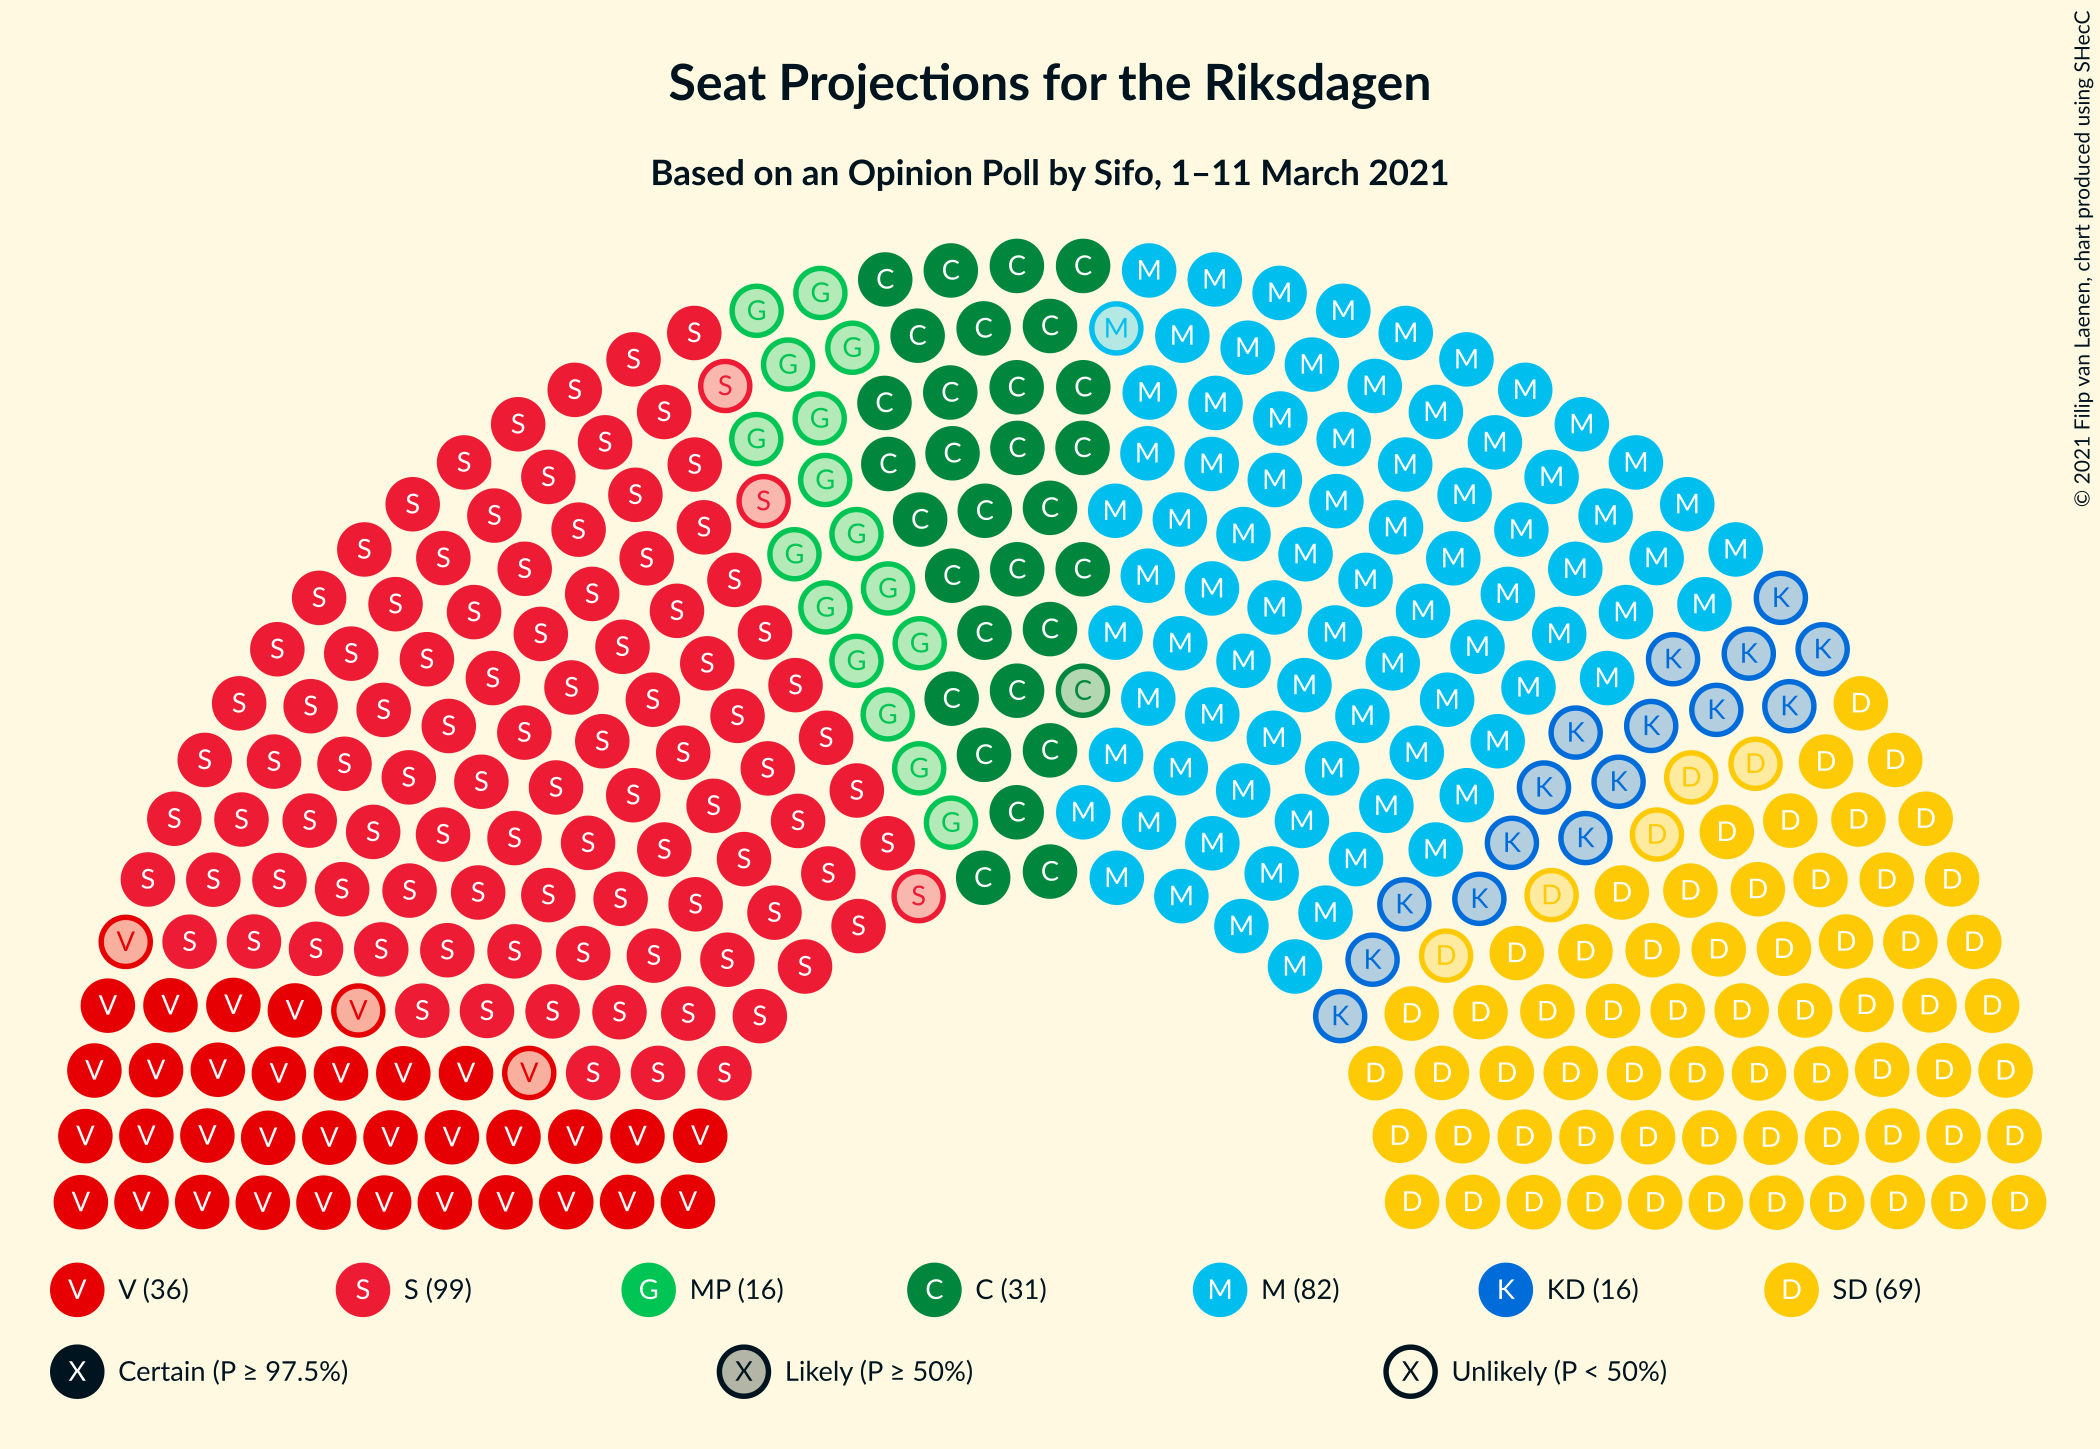 Seat Projections for the Riksdagen
Based on an Opinion Poll by Sifo, 1–11 March 2021
© 2021 Filip van Laenen, chart produced using SHecC
V V (36)
S S (99)
G MP (16)
C C (31)
M M (82)
K KD (16)
D SD (69)
X Certain (P ≥ 97.5%)
X Likely (P ≥ 50%)
X Unlikely (P < 50%)